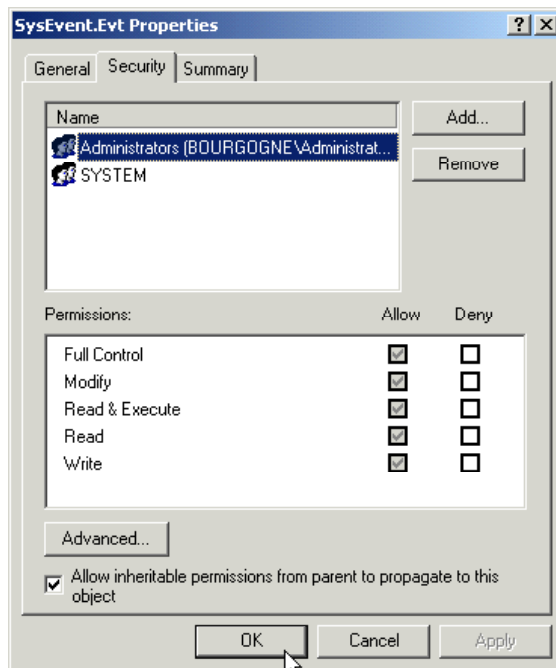 SysEvent.Evt Properties
General Security Summary
Name
Add...
Administrators (BOURGOGNE\Administrat...
Remove
SYSTEM
Permissions: Allow Deny
Full Control
Modify
Read & Execute
Read
Write
Advanced...
Allow inheritable permissions from parent to propagate to this
object
OK Cancel Apply